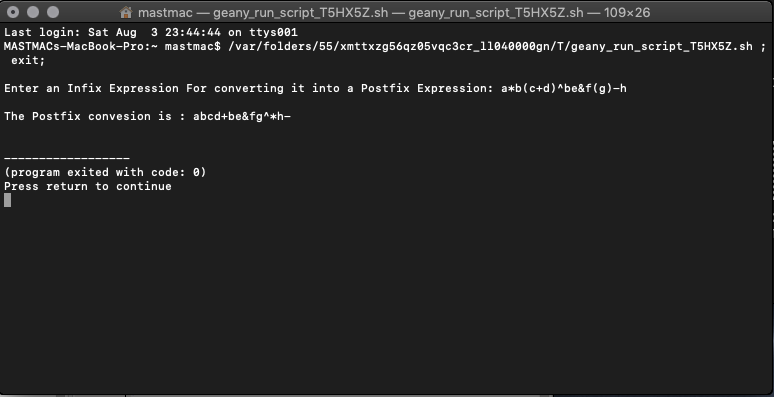 mastmac — geany_run_script_T5HX5Z.sh — geany_run_script_T5HX5Z.sh — 109×26
Last login: Sat Aug  3 23:44:44 on ttys001
MASTMACs-MacBook-Pro:~ mastmac$ /var/folders/55/xmttxzg56qz05vqc3cr_ll040000gn/T/geany_run_script_T5HX5Z.sh ;
 exit;
Enter an Infix Expression For converting it into a Postfix Expression: a*b(c+d)^be&f(g)-h
The Postfix convesion is : abcd+be&fg^*h-
------------------
(program exited with code: 0)
Press return to continue